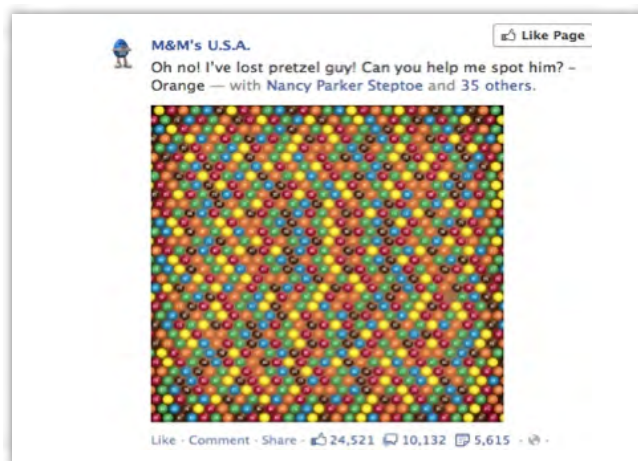 Like Page
M&M's U.S.A.
Oh no! I've lost pretzel guy! Can you help me spot him? –
Orange — with Nancy Parker Steptoe and 35 others.
Like · Comment · Share · 24,521 10,132 5,615 · ·